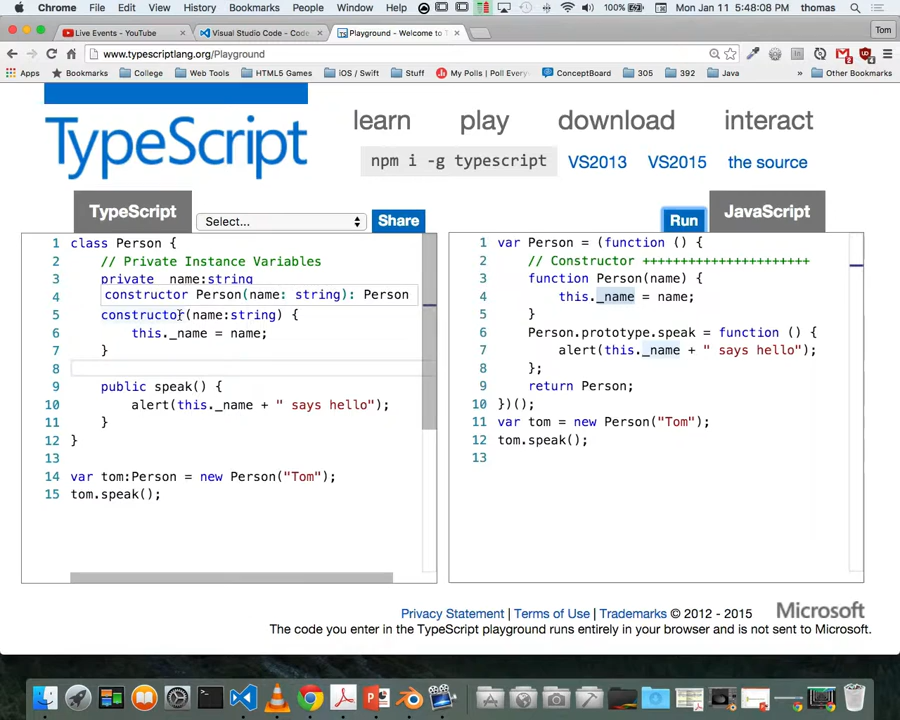 Chrome File Edit View History Bookmarks People Window Help 100% Mon Jan 11 5:48:08 PM thomas
Live Events - YouTube × Visual Studio Code - Code × Playground - Welcome to T × Tom
www.typescriptlang.org/Playground
Apps Bookmarks College Web Tools HTML5 Games iOS / Swift Stuff My Polls | Poll Every ConceptBoard 305 392 Java » Other Bookmarks
TypeScript
learn play download interact
npm i -g typescript VS2013 VS2015 the source
TypeScript Select... Share Run JavaScript
1 class Person {
2 // Private Instance Variables
3 private _name:string
4 constructor Person(name: string): Person
5 constructor(name:string) {
6 this._name = name;
7 }
8
9 public speak() {
10 alert(this._name + " says hello");
11 }
12 }
13
14 var tom:Person = new Person("Tom");
15 tom.speak();
1 var Person = (function () {
2 // Constructor ++++++++++++++++++++++
3 function Person(name) {
4 this._name = name;
5 }
6 Person.prototype.speak = function () {
7 alert(this._name + " says hello");
8 };
9 return Person;
10 })();
11 var tom = new Person("Tom");
12 tom.speak();
13
Privacy Statement | Terms of Use | Trademarks © 2012 - 2015 Microsoft
The code you enter in the TypeScript playground runs entirely in your browser and is not sent to Microsoft.